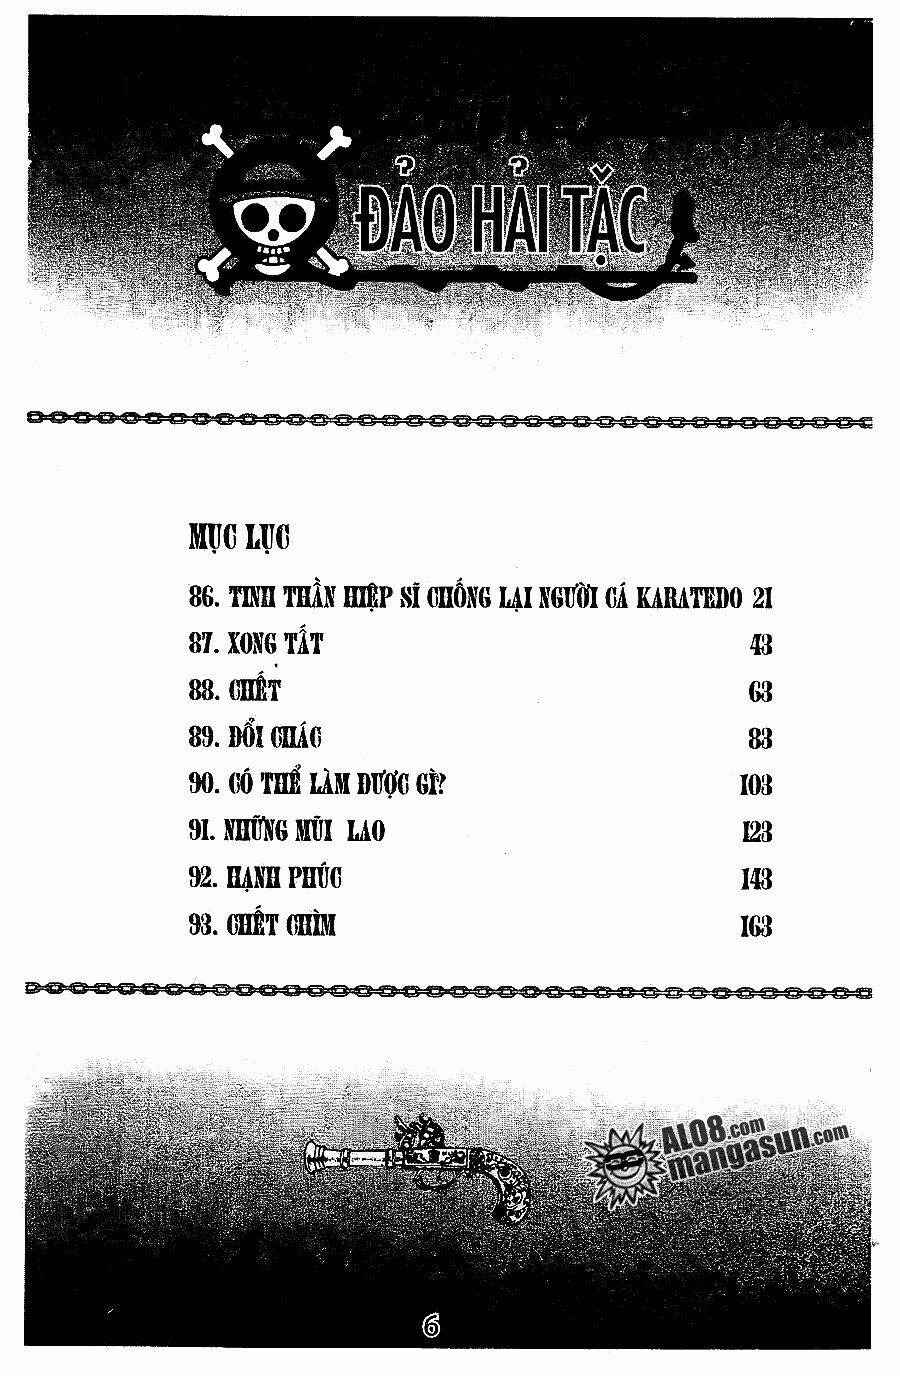 ĐẢO HẢI TẶC
MỤC LỤC
86. TINH THẦN HIỆP SĨ CHỐNG LẠI NGƯỜI CÁ KARATEDO 21
87. XONG TẤT 43
88. CHẾT 63
89. ĐỔI CHÁC 83
90. CÓ THỂ LÀM ĐƯỢC GÌ? 103
91. NHỮNG MŨI LAO 123
92. HẠNH PHÚC 143
93. CHẾT CHÌM 163
AL08.com
mangasun.com
6